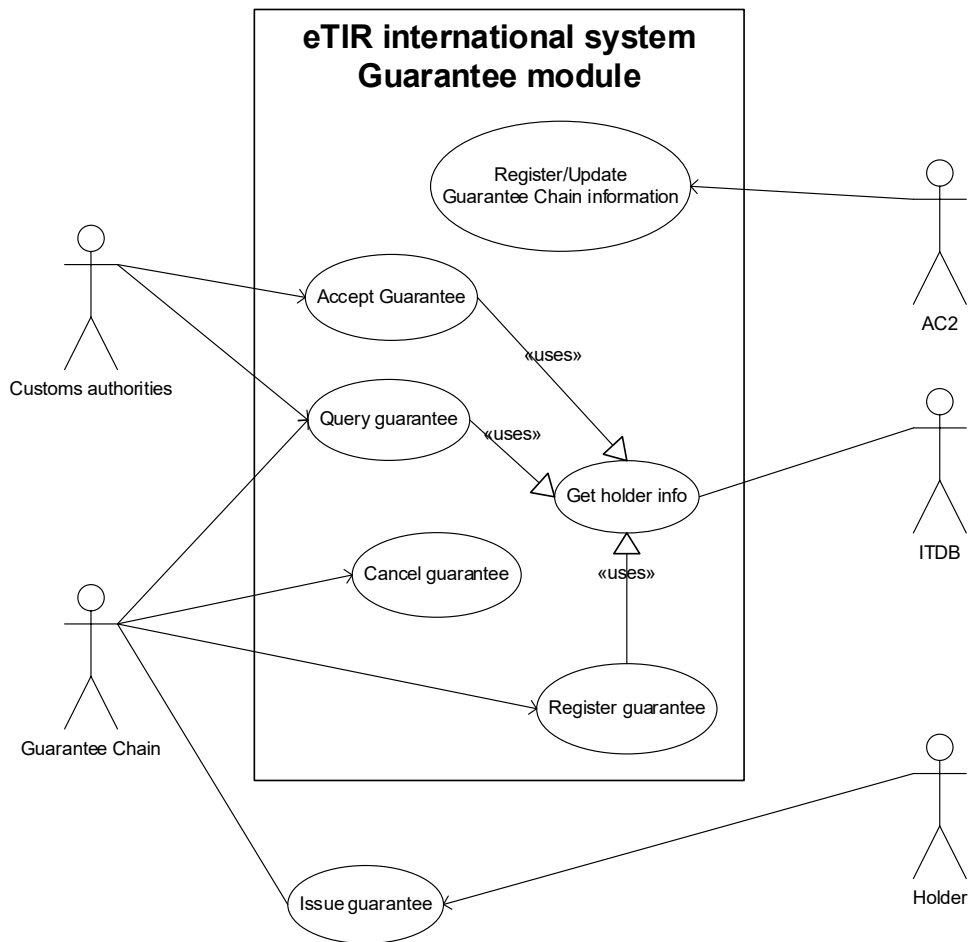 eTIR international system
Guarantee module
Register/Update
Guarantee Chain information
AC2
Accept Guarantee
Customs authorities
«uses»
Query guarantee
«uses»
Get holder info
ITDB
Cancel guarantee
«uses»
Guarantee Chain
Register guarantee
Issue guarantee
Holder